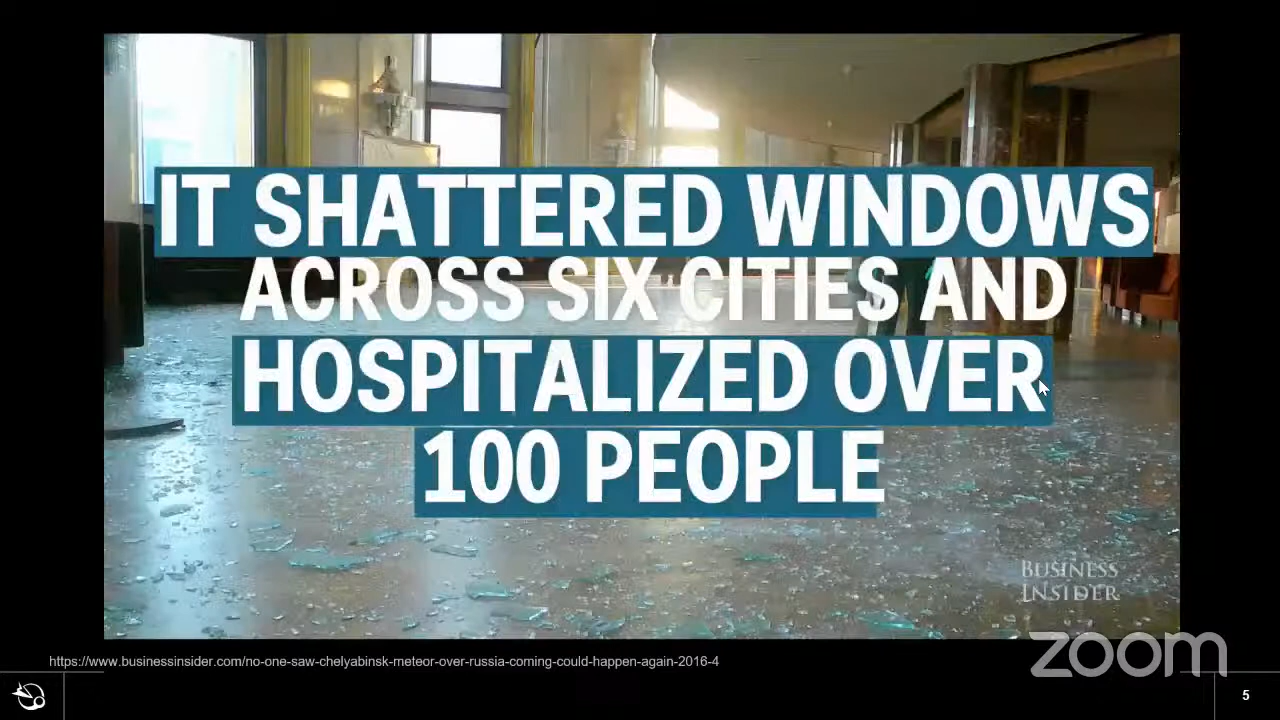 IT SHATTERED WINDOWS
ACROSS SIX CITIES AND
HOSPITALIZED OVER
100 PEOPLE
BUSINESS
INSIDER
zoom
https://www.businessinsider.com/no-one-saw-chelyabinsk-meteor-over-russia-coming-could-happen-again-2016-4
5